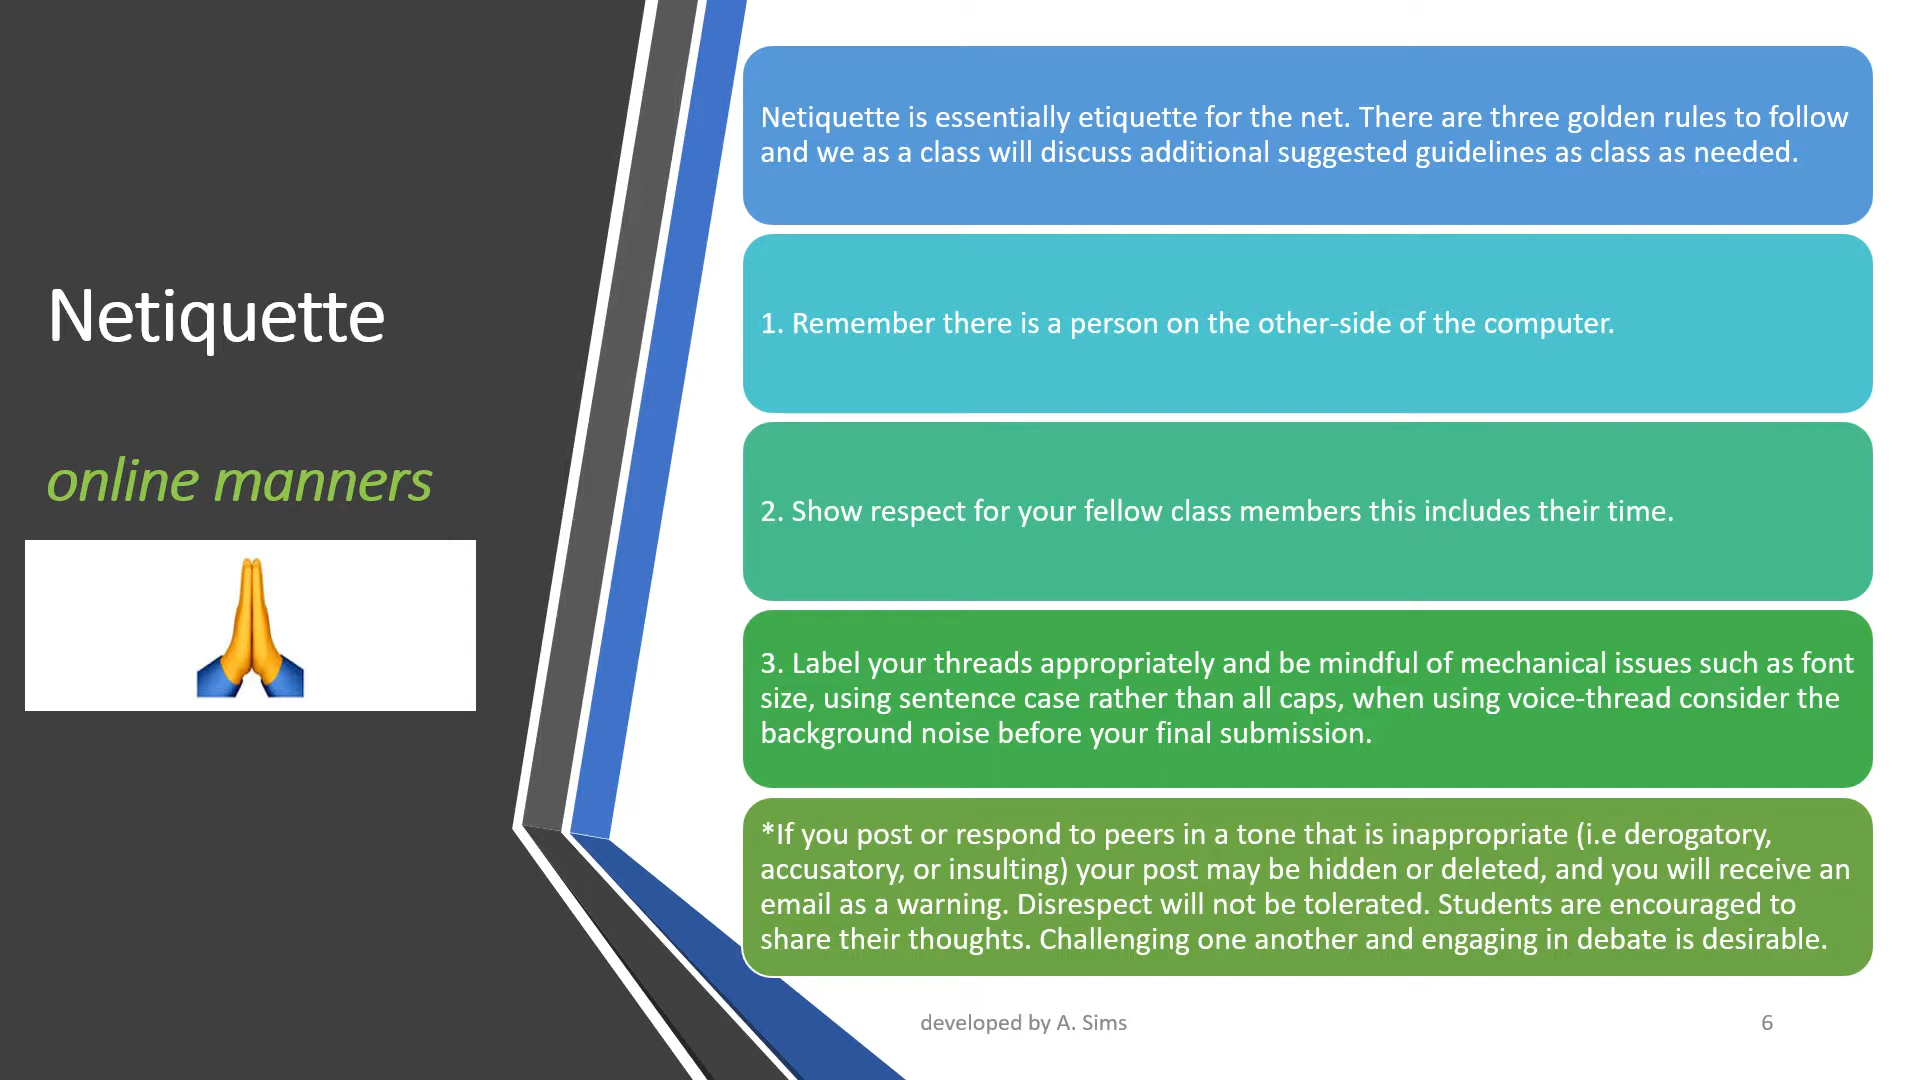 Netiquette
online manners
Netiquette is essentially etiquette for the net. There are three golden rules to follow
and we as a class will discuss additional suggested guidelines as class as needed.
1. Remember there is a person on the other-side of the computer.
2. Show respect for your fellow class members this includes their time.
3. Label your threads appropriately and be mindful of mechanical issues such as font
size, using sentence case rather than all caps, when using voice-thread consider the
background noise before your final submission.
*If you post or respond to peers in a tone that is inappropriate (i.e derogatory,
accusatory, or insulting) your post may be hidden or deleted, and you will receive an
email as a warning. Disrespect will not be tolerated. Students are encouraged to
share their thoughts. Challenging one another and engaging in debate is desirable.
developed by A. Sims
6